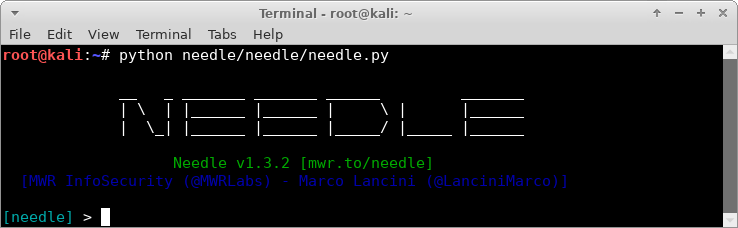 Terminal - root@kali: ~
File Edit View Terminal Tabs Help
root@kali:~# python needle/needle/needle.py
NEEDLE
Needle v1.3.2 [mwr.to/needle]
[MWR InfoSecurity (@MWRLabs) - Marco Lancini (@LanciniMarco)]
[needle] >